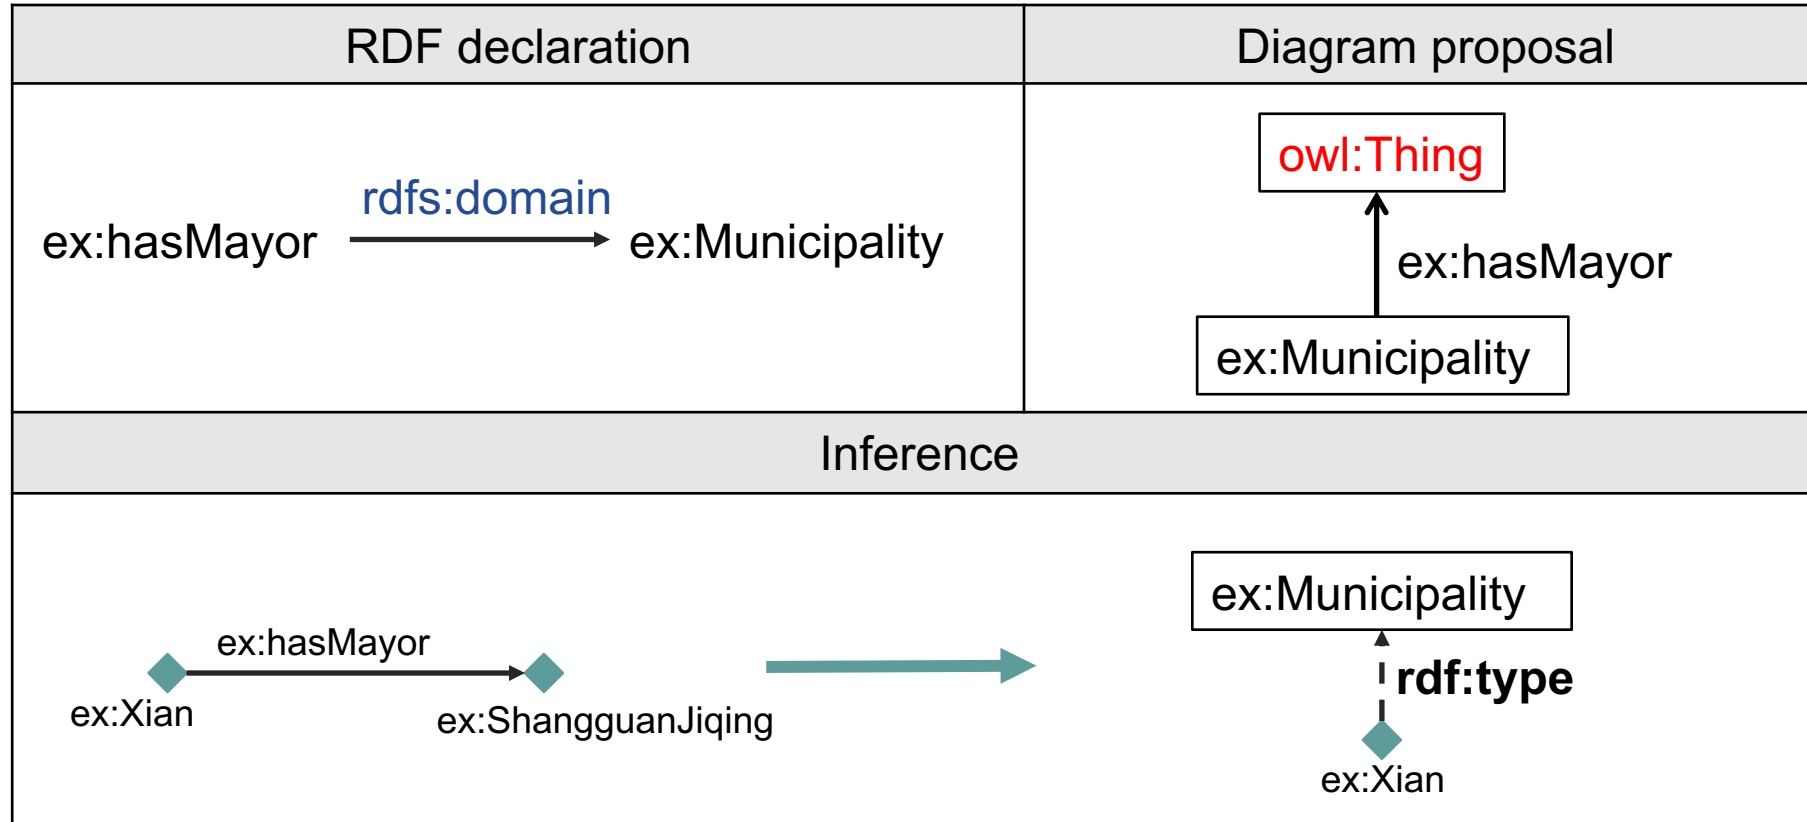 RDF declaration
Diagram proposal
rdfs:domain
ex:hasMayor
ex:Municipality
owl:Thing
ex:hasMayor
ex:Municipality
Inference
ex:hasMayor
ex:Xian
ex:ShangguanJiqing
ex:Municipality
rdf:type
ex:Xian